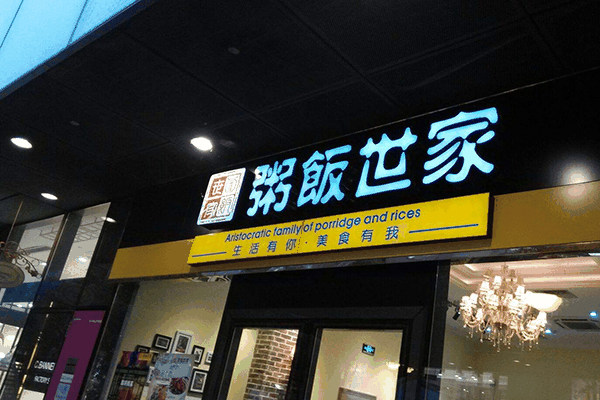 粥飯世家
Aristocratic family of porridge and rices
生活有你·美食有我